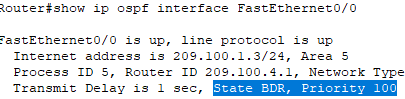 Router#show ip ospf interface FastEthernet0/0
FastEthernet0/0 is up, line protocol is up
Internet address is 209.100.1.3/24, Area 5
Process ID 5, Router ID 209.100.4.1, Network Type
Transmit Delay is 1 sec, State BDR, Priority 100